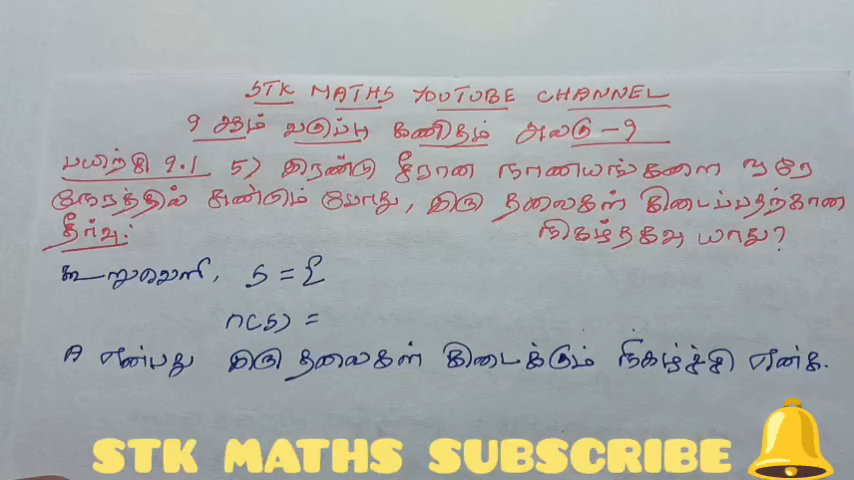 STK MATHS YOUTUBE CHANNEL
9 ஆம் வகுப்பு கணிதம் அலகு - 9
பயிற்சி 9.1 5) இரண்டு சீரான நாணயங்களை ஒரே
நேரத்தில் சுண்டும் போது, இரு தலைகள் கிடைப்பதற்கான
தீர்வு: நிகழ்தகவு யாது?
கூறுவெளி, S = {
n(S) =
A என்பது இரு தலைகள் கிடைக்கும் நிகழ்ச்சி என்க.
STK MATHS SUBSCRIBE